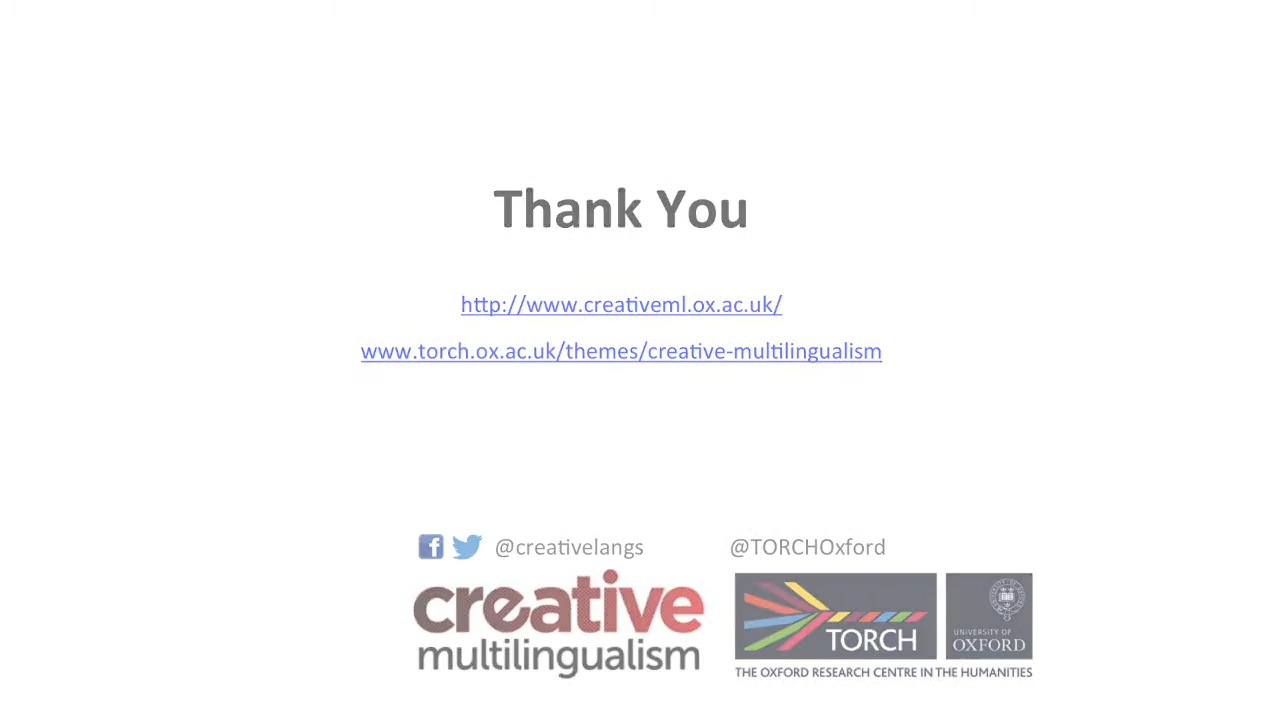 Thank You
http://www.creativeml.ox.ac.uk/
www.torch.ox.ac.uk/themes/creative-multilingualism
@creativelangs @TORCHOxford
creative
multilingualism
TORCH
UNIVERSITY OF
OXFORD
THE OXFORD RESEARCH CENTRE IN THE HUMANITIES